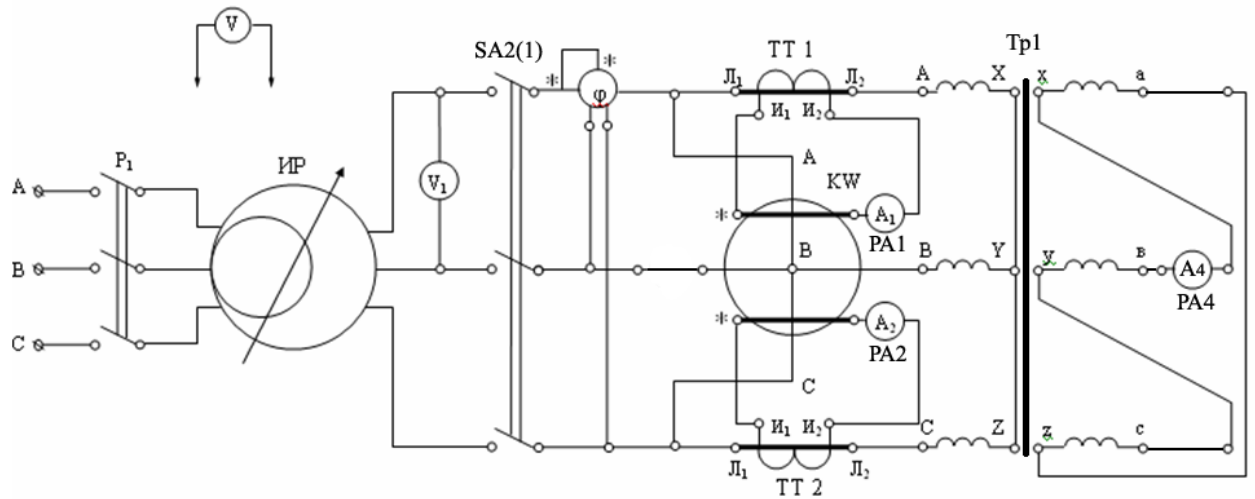 V
SA2(1)
ТТ 1
Тр1
*
*
φ
Л₁
Л₂
А
X
x
a
И₁
И₂
P₁
ИР
V₁
А
KW
A
*
A₁
PA1
B
B
B
Y
y
в
A4
PA4
*
A₂
PA2
C
C
И₁
И₂
C
Z
z
c
Л₁
Л₂
ТТ 2